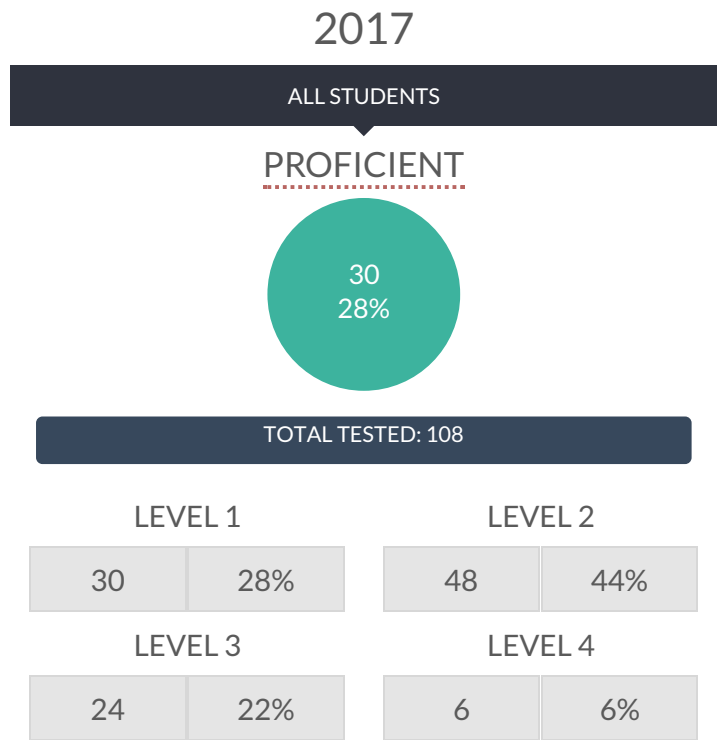 2017
ALL STUDENTS
PROFICIENT
30
28%
TOTAL TESTED: 108
LEVEL 1
30 28%
LEVEL 2
48 44%
LEVEL 3
24 22%
LEVEL 4
6 6%